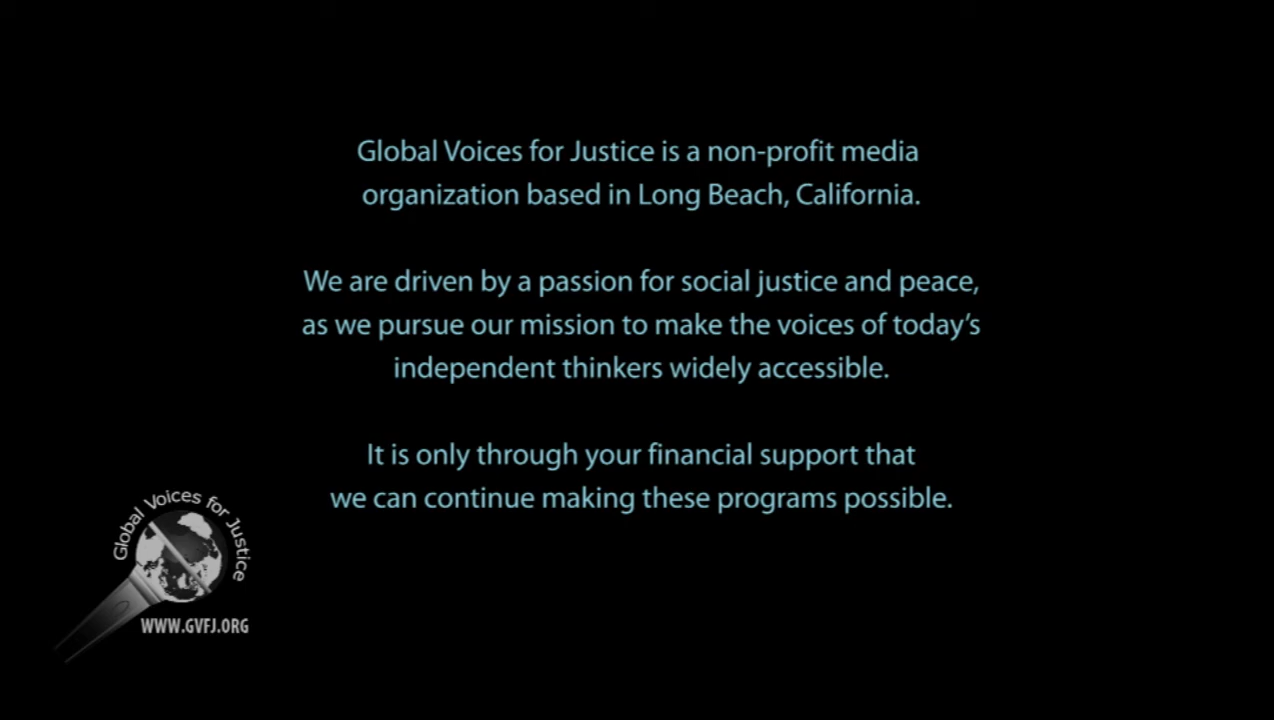 Global Voices for Justice is a non-profit media
organization based in Long Beach, California.
We are driven by a passion for social justice and peace,
as we pursue our mission to make the voices of today's
independent thinkers widely accessible.
It is only through your financial support that
we can continue making these programs possible.
Global Voices for Justice
WWW.GVFJ.ORG